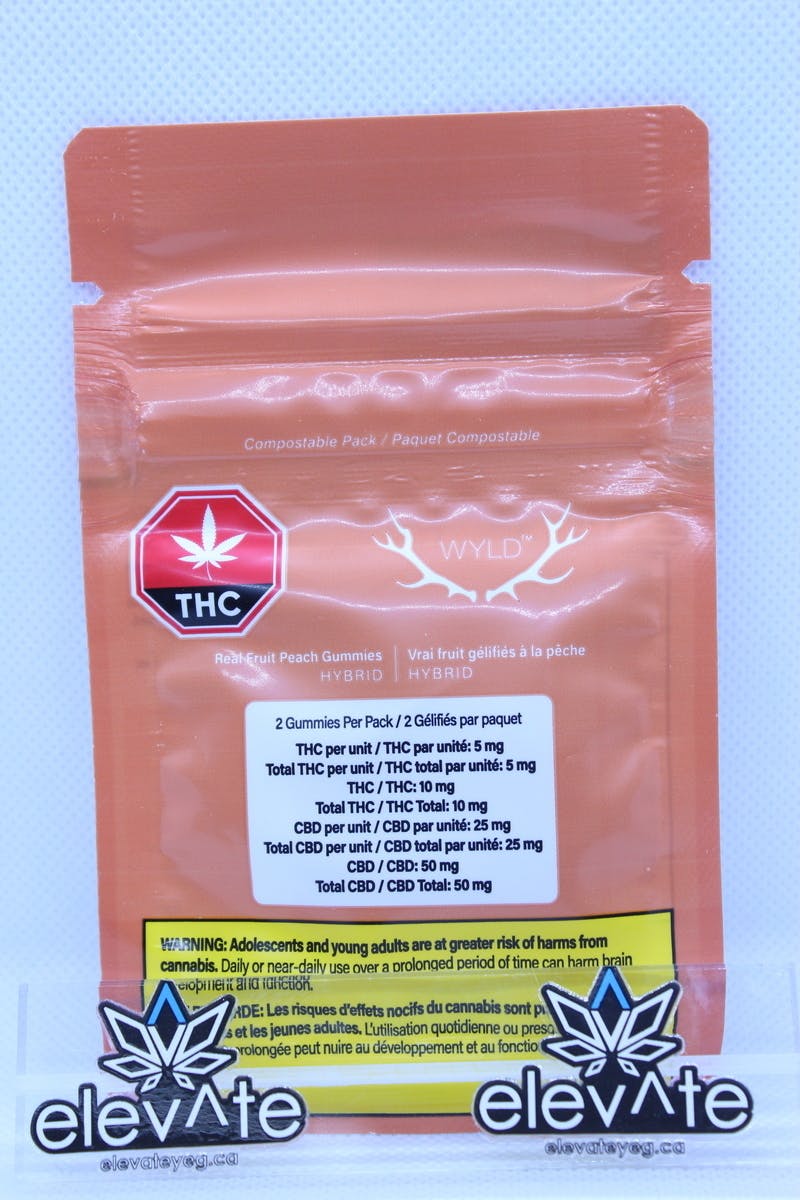 Compostable Pack / Paquet Compostable
THC
WYLD™
Real Fruit Peach Gummies
HYBRID
Vrai fruit gélifiés à la pêche
HYBRID
2 Gummies Per Pack / 2 Gélifiés par paquet
THC per unit / THC par unité: 5 mg
Total THC per unit / THC total par unité: 5 mg
THC / THC: 10 mg
Total THC / THC Total: 10 mg
CBD per unit / CBD par unité: 25 mg
Total CBD per unit / CBD total par unité: 25 mg
CBD / CBD: 50 mg
Total CBD / CBD Total: 50 mg
WARNING: Adolescents and young adults are at greater risk of harms from
cannabis. Daily or near-daily use over a prolonged period of time can harm brain
and function.
Les risques d'effets nocifs du cannabis sont
et les jeunes adultes. L'utilisation quotidienne ou
peut nuire au développement et au
elevate
elevateyeg.ca
elevate
elevateyeg.ca